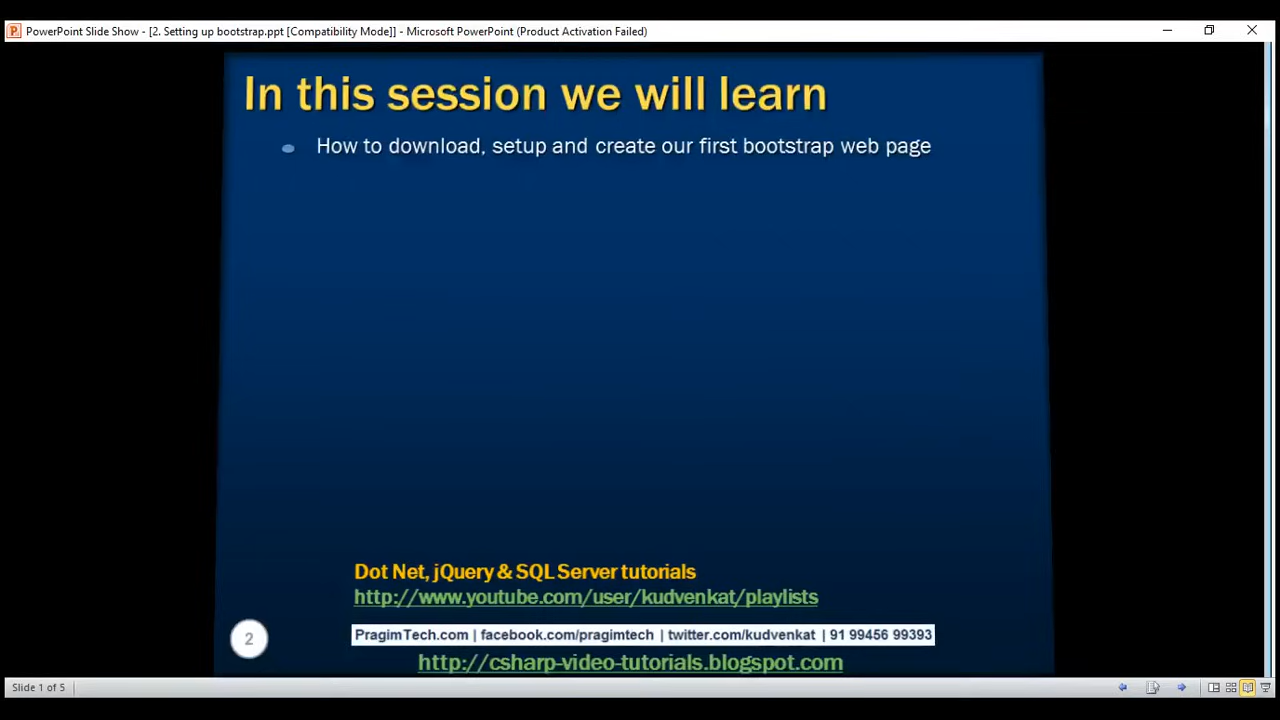 PowerPoint Slide Show - [2. Setting up bootstrap.ppt [Compatibility Mode]] - Microsoft PowerPoint (Product Activation Failed)
In this session we will learn
How to download, setup and create our first bootstrap web page
Dot Net, jQuery & SQL Server tutorials
http://www.youtube.com/user/kudvenkat/playlists
2
PragimTech.com | facebook.com/pragimtech | twitter.com/kudvenkat | 91 99456 99393
http://csharp-video-tutorials.blogspot.com
Slide 1 of 5